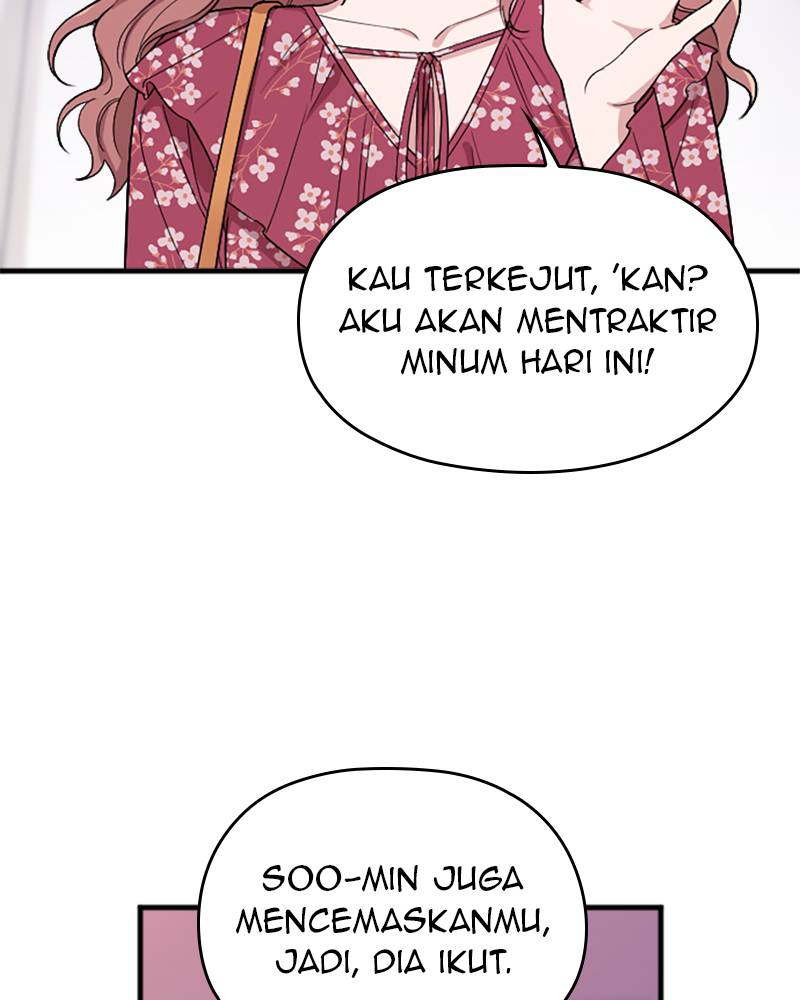 KAU TERKEJUT, 'KAN?
AKU AKAN MENTRAKTIR
MINUM HARI INI!
SOO-MIN JUGA
MENCEMASKANMU,
JADI, DIA IKUT.